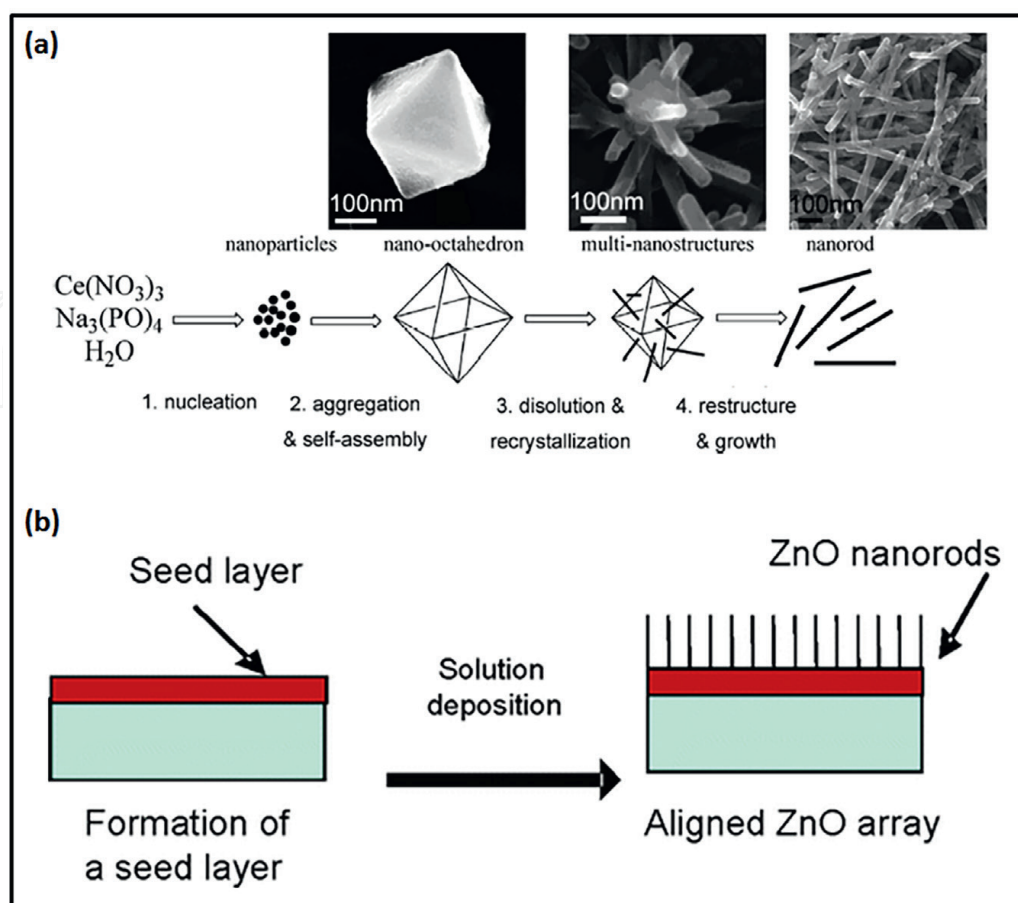 (a)
100nm
100nm
100nm
nanoparticles nano-octahedron multi-nanostructures nanorod
Ce(NO₃)₃
Na₃(PO)₄
H₂O
1. nucleation 2. aggregation 3. disolution & 4. restructure
& self-assembly recrystallization & growth
(b)
Seed layer
Solution
deposition
ZnO nanorods
Formation of
a seed layer
Aligned ZnO array